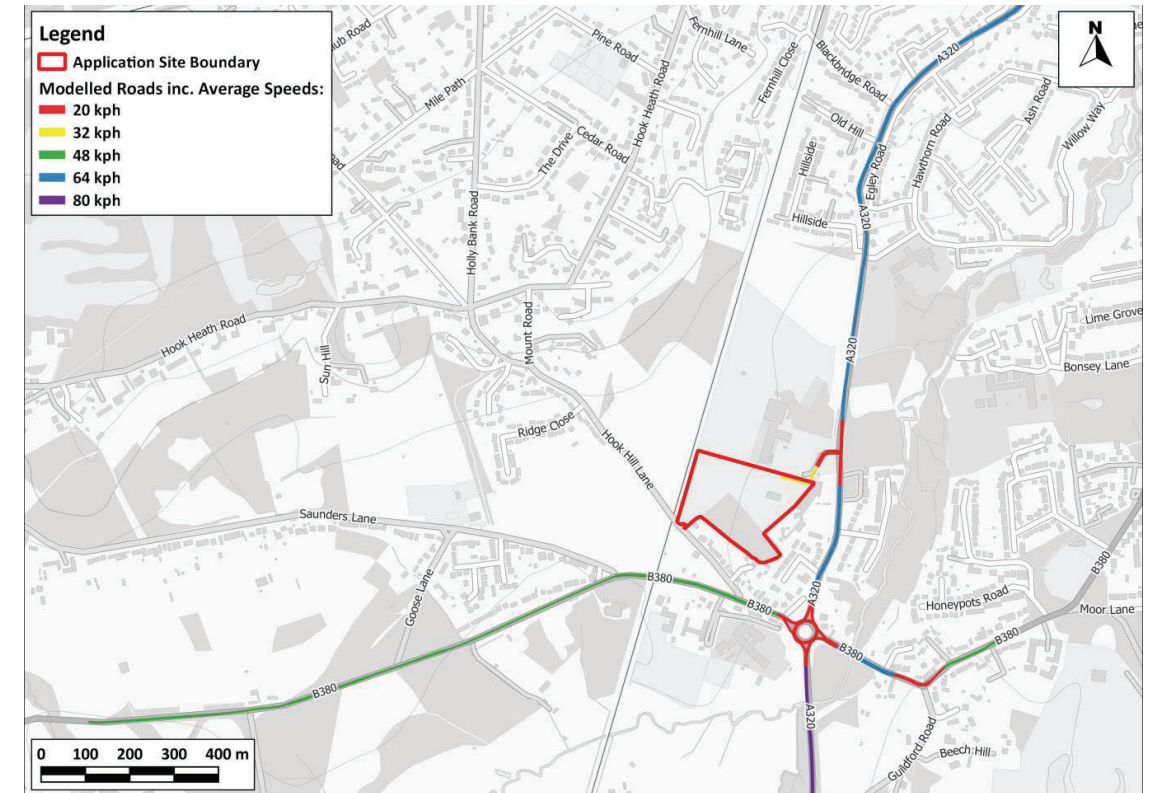 Legend
Application Site Boundary
Modelled Roads inc. Average Speeds:
20 kph
32 kph
48 kph
64 kph
80 kph
N
Pine Road
Fernhill Lane
Fernhill Close
Blackbridge Road
A320
Mile Path
Hook Heath Road
Old Hill
Ash Road
Willow Way
Cedar Road
The Drive
Hillside
Egley Road
Hawthorn Road
Hillside
A320
Holly Bank Road
Hook Heath Road
Mount Road
Sun Hill
A320
Lime Grove
Bonsey Lane
Ridge Close
Hook Hill Lane
Saunders Lane
Goose Lane
B380
B380
A320
Honeypots Road
B380
Moor Lane
B380
B380
B380
A320
Guildford Road
Beech Hill
0 100 200 300 400 m